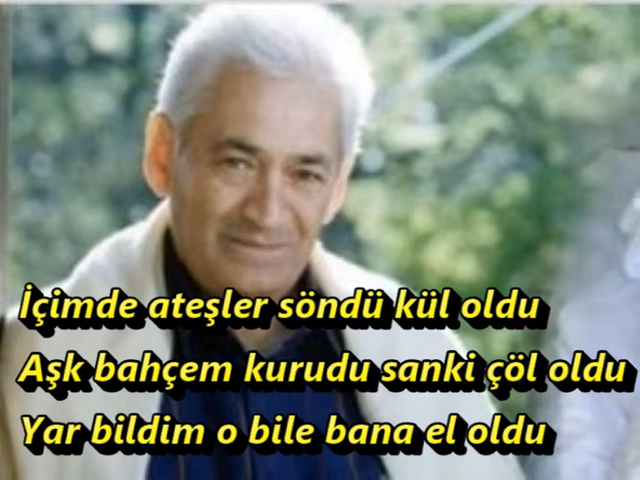 İçimde ateşler söndü kül oldu
Aşk bahçem kurudu sanki çöl oldu
Yar bildim o bile bana el oldu